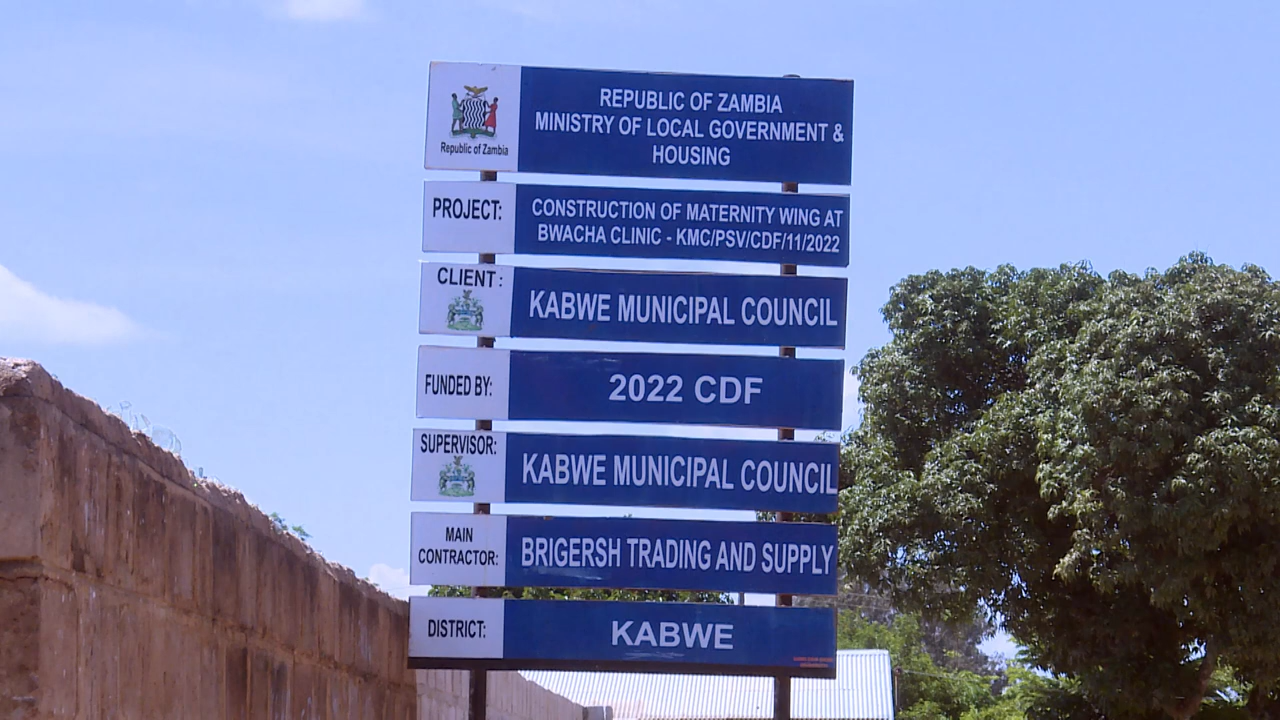 REPUBLIC OF ZAMBIA
MINISTRY OF LOCAL GOVERNMENT &
HOUSING
Republic of Zambia
PROJECT:
CONSTRUCTION OF MATERNITY WING AT
BWACHA CLINIC - KMC/PSV/CDF/11/2022
CLIENT:
KABWE MUNICIPAL COUNCIL
FUNDED BY:
2022 CDF
SUPERVISOR:
KABWE MUNICIPAL COUNCIL
MAIN
CONTRACTOR:
BRIGERSH TRADING AND SUPPLY
DISTRICT:
KABWE